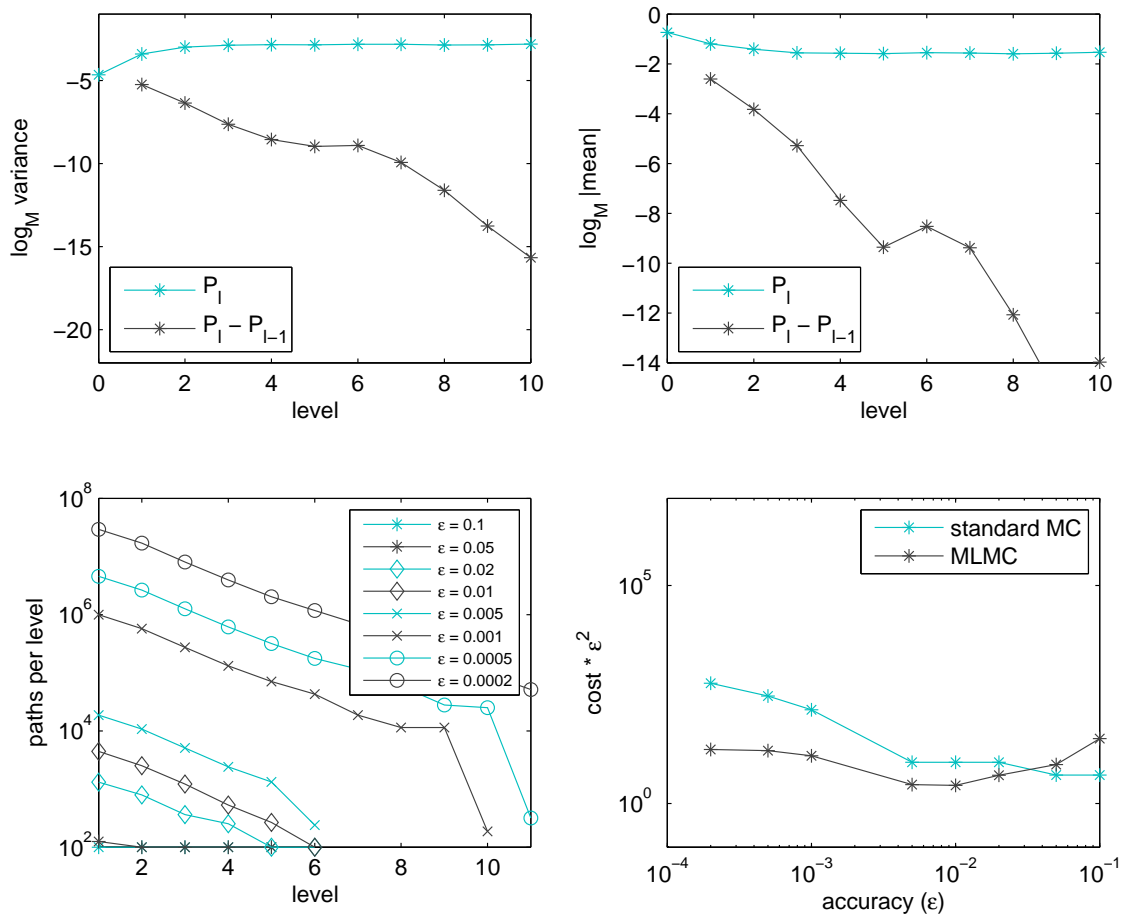 0
−5
−10
−15
−20
log_M variance
P_l
P_l − P_{l−1}
0 2 4 6 8 10
level
0
−2
−4
−6
−8
−10
−12
−14
log_M |mean|
P_l
P_l − P_{l−1}
0 2 4 6 8 10
level
10^8
10^6
10^4
10^2
paths per level
ε = 0.1
ε = 0.05
ε = 0.02
ε = 0.01
ε = 0.005
ε = 0.001
ε = 0.0005
ε = 0.0002
2 4 6 8 10
level
10^5
10^0
cost * ε^2
standard MC
MLMC
10^−4 10^−3 10^−2 10^−1
accuracy (ε)